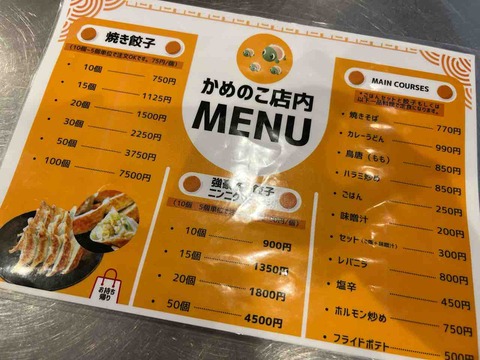 焼き餃子
10個 750円
15個 1125円
20個 1500円
30個 2250円
50個 3750円
100個 7500円
お持ち
帰り
かめのこ店内
MENU
餃子
10個 900円
15個 1350円
20個 1800円
50個 4500円
MAIN COURSES
焼きそば 770円
カレーうどん 990円
鳥唐(もも) 850円
ハラミ炒め 850円
ごはん 250円
味噌汁 200円
セット 300円
レバニラ 800円
塩辛 450円
ホルモン炒め 750円
フライドポテト 500円